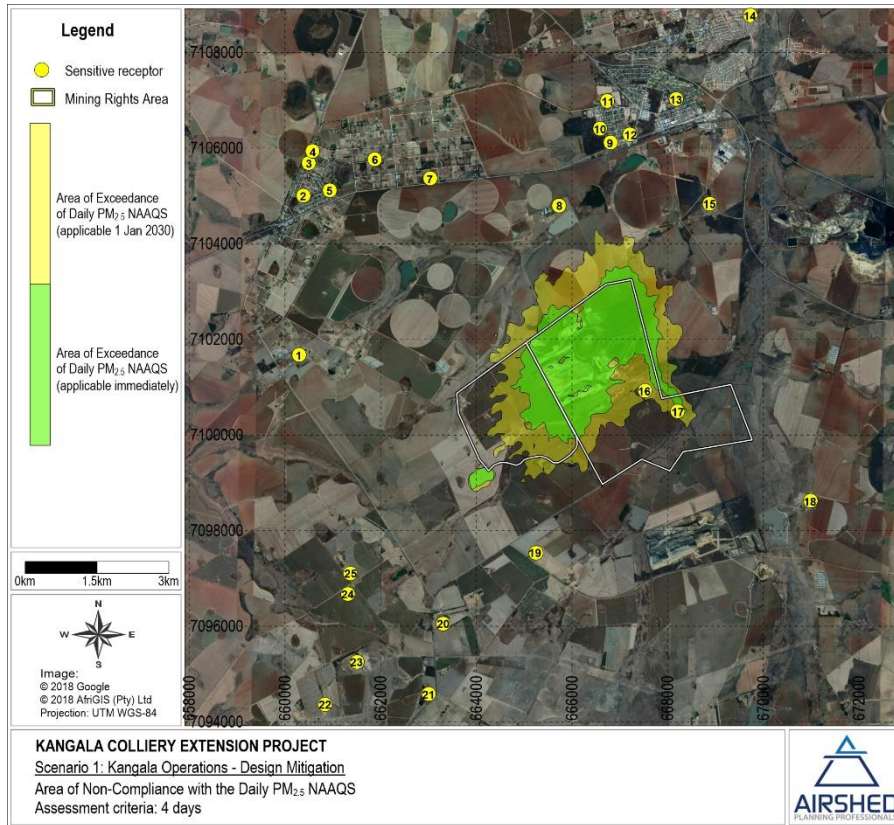 Legend
Sensitive receptor
Mining Rights Area
Area of Exceedance
of Daily PM2.5 NAAQS
(applicable 1 Jan 2030)
Area of Exceedance
of Daily PM2.5 NAAQS
(applicable immediately)
0km 1.5km 3km
N
W E
S
Image:
© 2018 Google
© 2018 AfriGIS (Pty) Ltd
Projection: UTM WGS-84
7108000
7106000
7104000
7102000
7100000
7098000
7096000
7094000
658000
660000
662000
664000
666000
668000
670000
672000
14
11
13
10
12
9
4
3
6
7
5
2
8
15
1
16
17
18
19
25
24
20
23
21
22
KANGALA COLLIERY EXTENSION PROJECT
Scenario 1: Kangala Operations - Design Mitigation
Area of Non-Compliance with the Daily PM2.5 NAAQS
Assessment criteria: 4 days
AIRSHED
PLANNING PROFESSIONALS